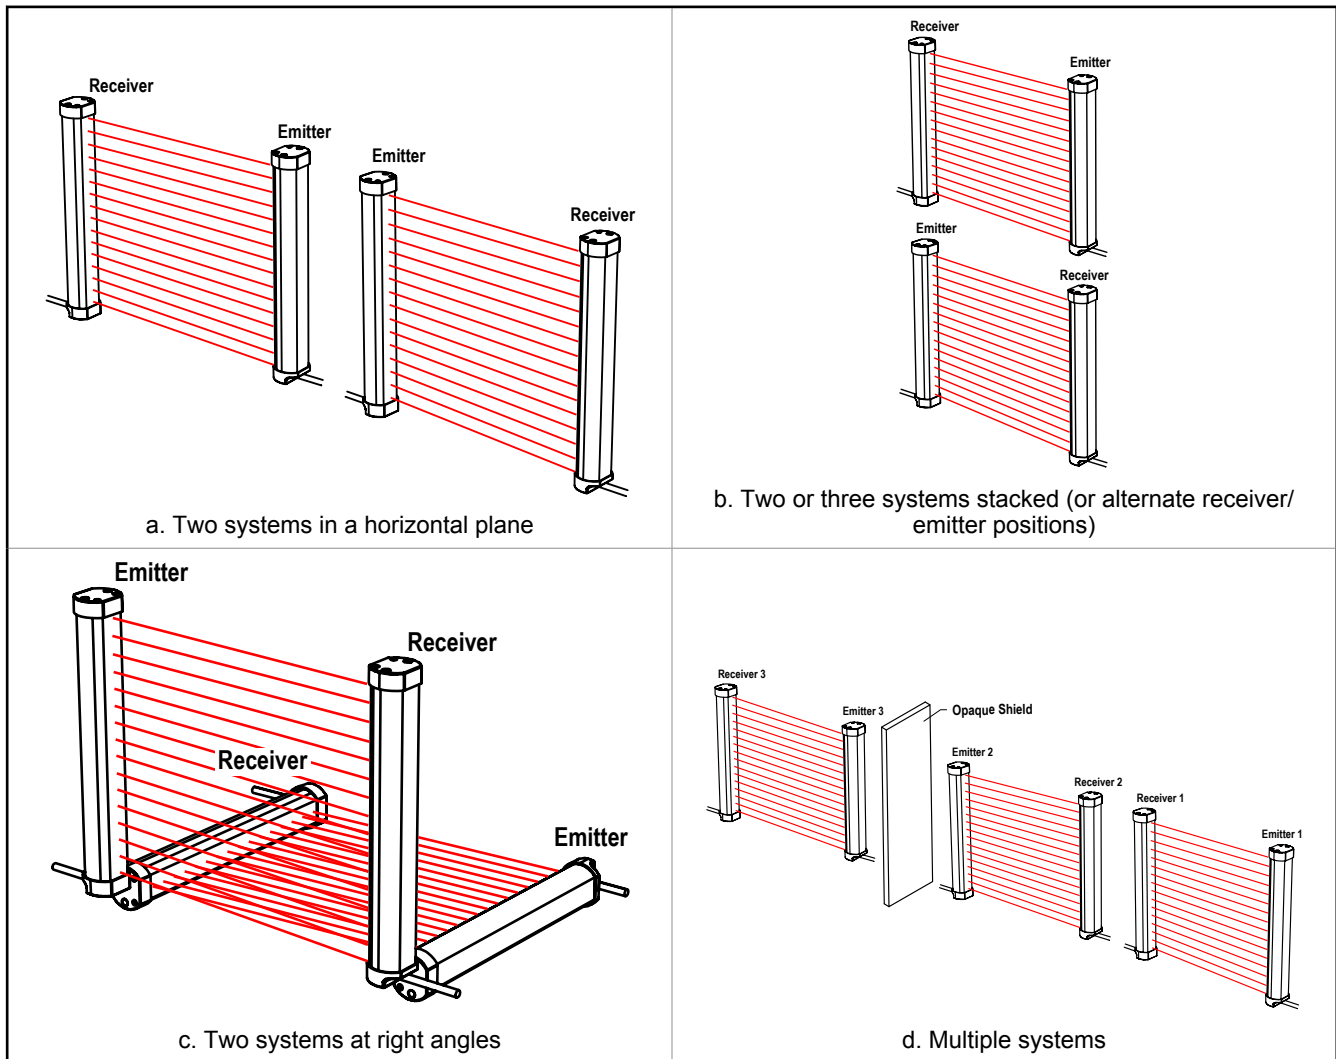 Receiver
Emitter
Emitter
Receiver
a. Two systems in a horizontal plane
Receiver
Emitter
Emitter
Receiver
b. Two or three systems stacked (or alternate receiver/
emitter positions)
Emitter
Receiver
Receiver
Emitter
c. Two systems at right angles
Receiver 3
Emitter 3
Opaque Shield
Emitter 2
Receiver 2
Receiver 1
Emitter 1
d. Multiple systems